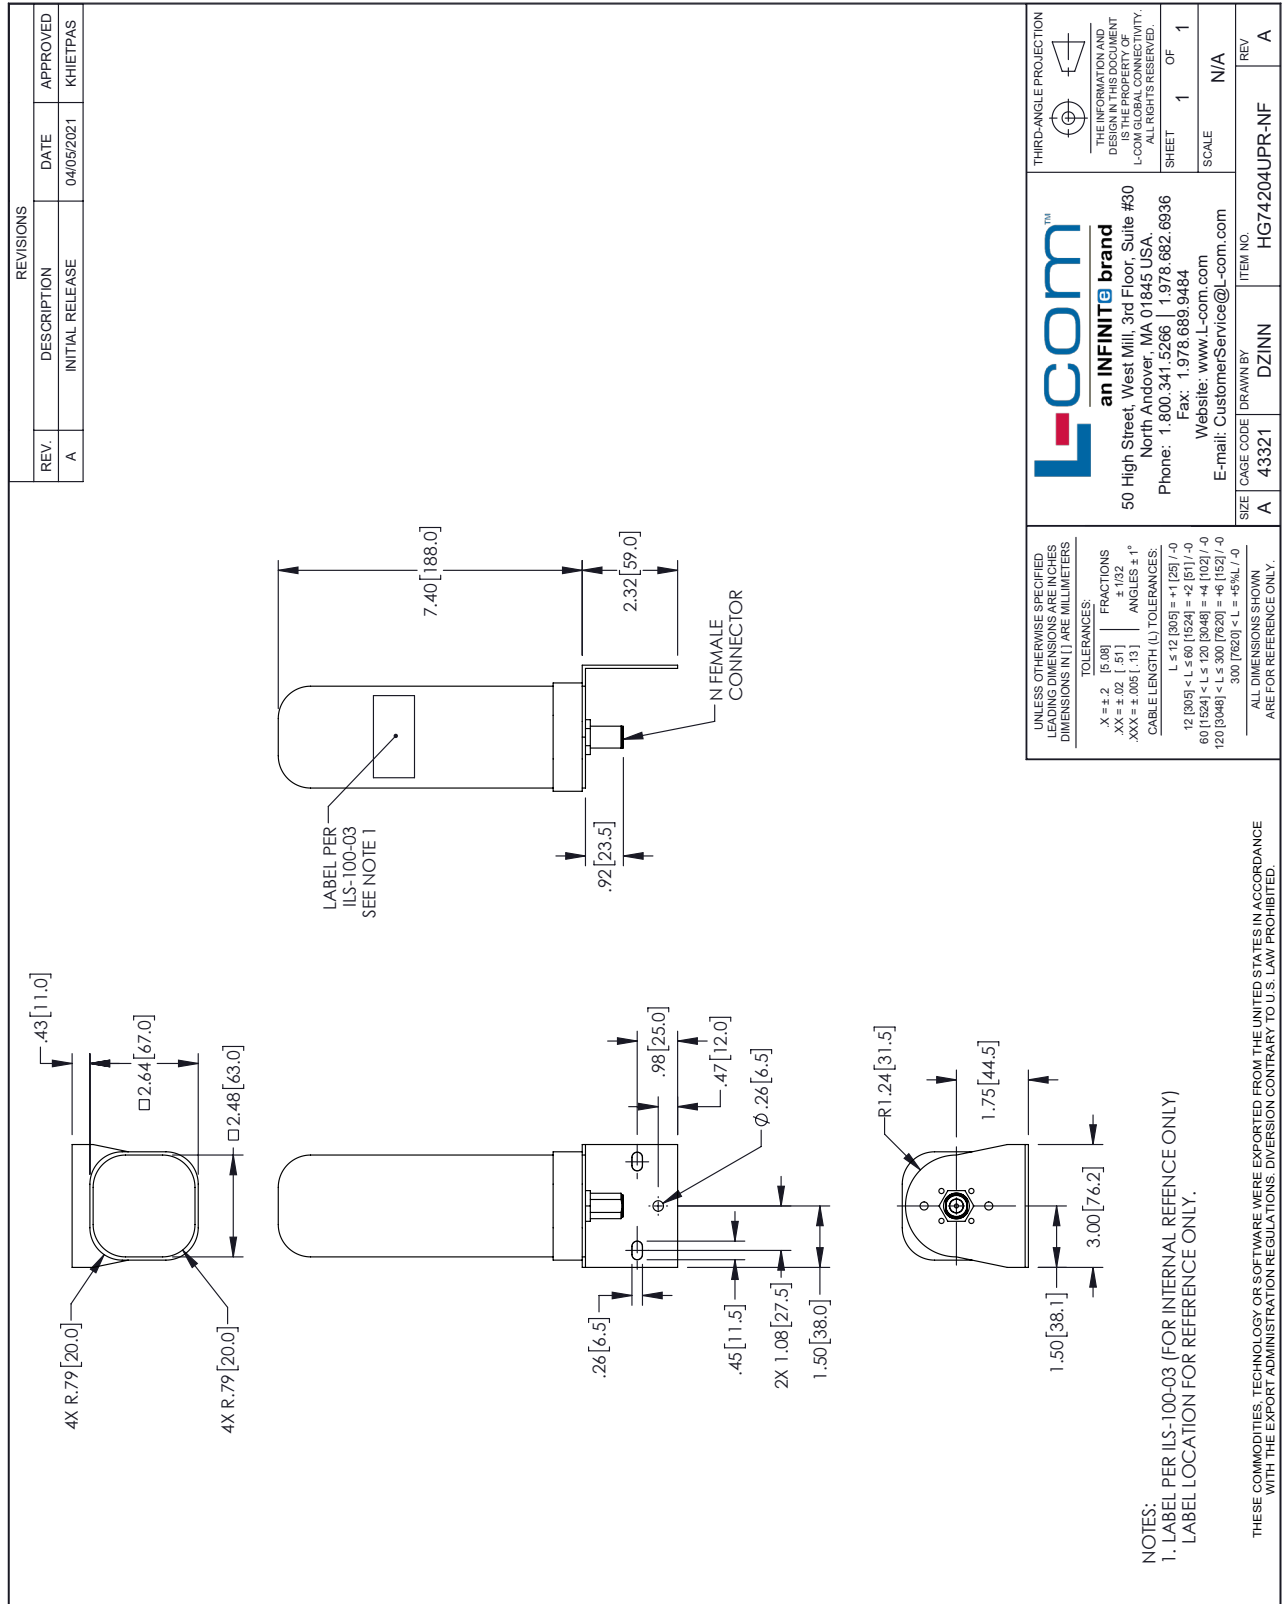 REVISIONS
REV. DESCRIPTION DATE APPROVED
A INITIAL RELEASE 04/05/2021 KHIETPAS
.43[11.0]
□2.64[67.0]
□2.48[63.0]
4X R.79[20.0]
4X R.79[20.0]
LABEL PER
ILS-100-03
SEE NOTE 1
7.40[188.0]
2.32[59.0]
.92[23.5]
N FEMALE
CONNECTOR
.98[25.0]
.47[12.0]
Ø.26[6.5]
.26[6.5]
.45[11.5]
2X 1.08[27.5]
1.50[38.0]
R1.24[31.5]
1.75[44.5]
3.00[76.2]
1.50[38.1]
NOTES:
1. LABEL PER ILS-100-03 (FOR INTERNAL REFENCE ONLY)
LABEL LOCATION FOR REFERENCE ONLY.
THESE COMMODITIES, TECHNOLOGY OR SOFTWARE WERE EXPORTED FROM THE UNITED STATES IN ACCORDANCE
WITH THE EXPORT ADMINISTRATION REGULATIONS. DIVERSION CONTRARY TO U.S. LAW PROHIBITED.
UNLESS OTHERWISE SPECIFIED
LEADING DIMENSIONS ARE INCHES
DIMENSIONS IN [ ] ARE MILLIMETERS
TOLERANCES:
.X = ±.2 [5.08] FRACTIONS
.XX = ±.02 [.51] ± 1/32
.XXX = ±.005 [.13] ANGLES ± 1°
CABLE LENGTH (L) TOLERANCES:
L ≤ 12 [305] = +1 [25] / -0
12 [305] < L ≤ 60 [1524] = +2 [51] / -0
60 [1524] < L ≤ 120 [3048] = +4 [102] / -0
120 [3048] < L ≤ 300 [7620] = +6 [152] / -0
300 [7620] < L = +5%L / -0
ALL DIMENSIONS SHOWN
ARE FOR REFERENCE ONLY.
L-com™
an INFINITe brand
50 High Street, West Mill, 3rd Floor, Suite #30
North Andover, MA 01845 USA.
Phone: 1.800.341.5266 | 1.978.682.6936
Fax: 1.978.689.9484
Website: www.L-com.com
E-mail: CustomerService@L-com.com
THIRD-ANGLE PROJECTION
THE INFORMATION AND
DESIGN IN THIS DOCUMENT
IS THE PROPERTY OF
L-COM GLOBAL CONNECTIVITY.
ALL RIGHTS RESERVED.
SHEET 1 OF 1
SCALE N/A
SIZE A
CAGE CODE 43321
DRAWN BY DZINN
ITEM NO. HG74204UPR-NF
REV A